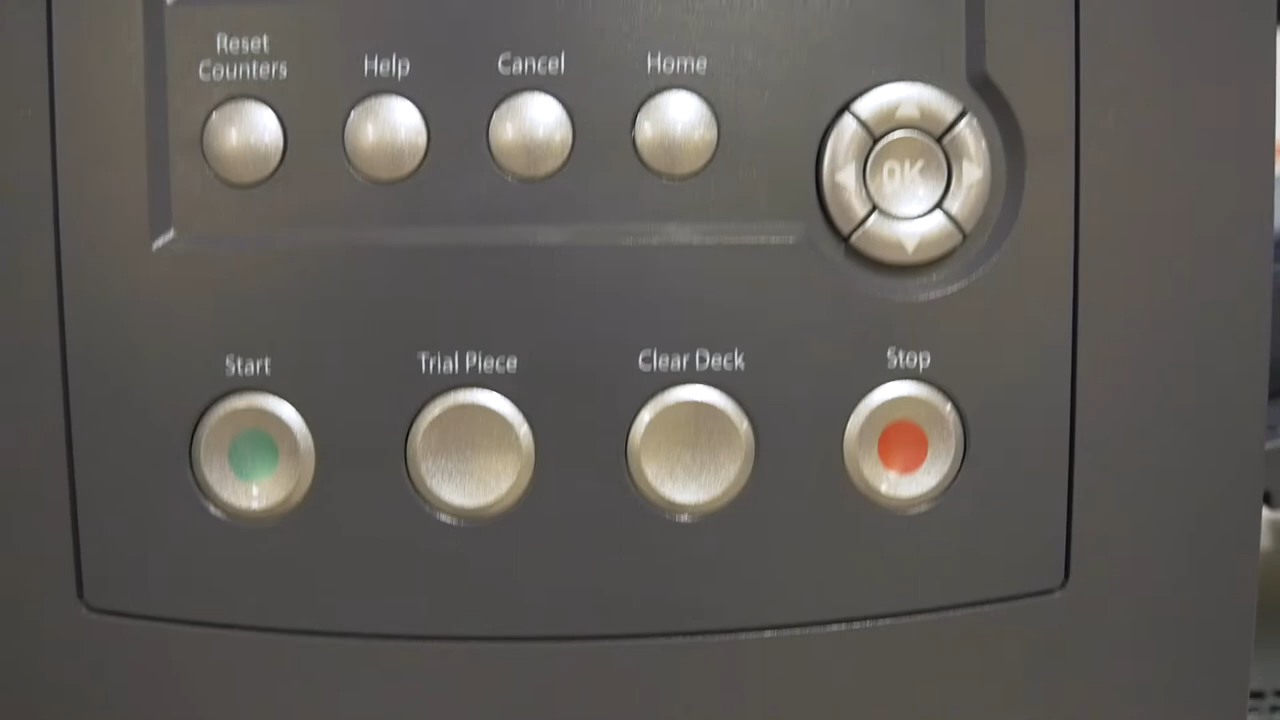 Reset
Counters
Help
Cancel
Home
OK
Start
Trial Piece
Clear Deck
Stop